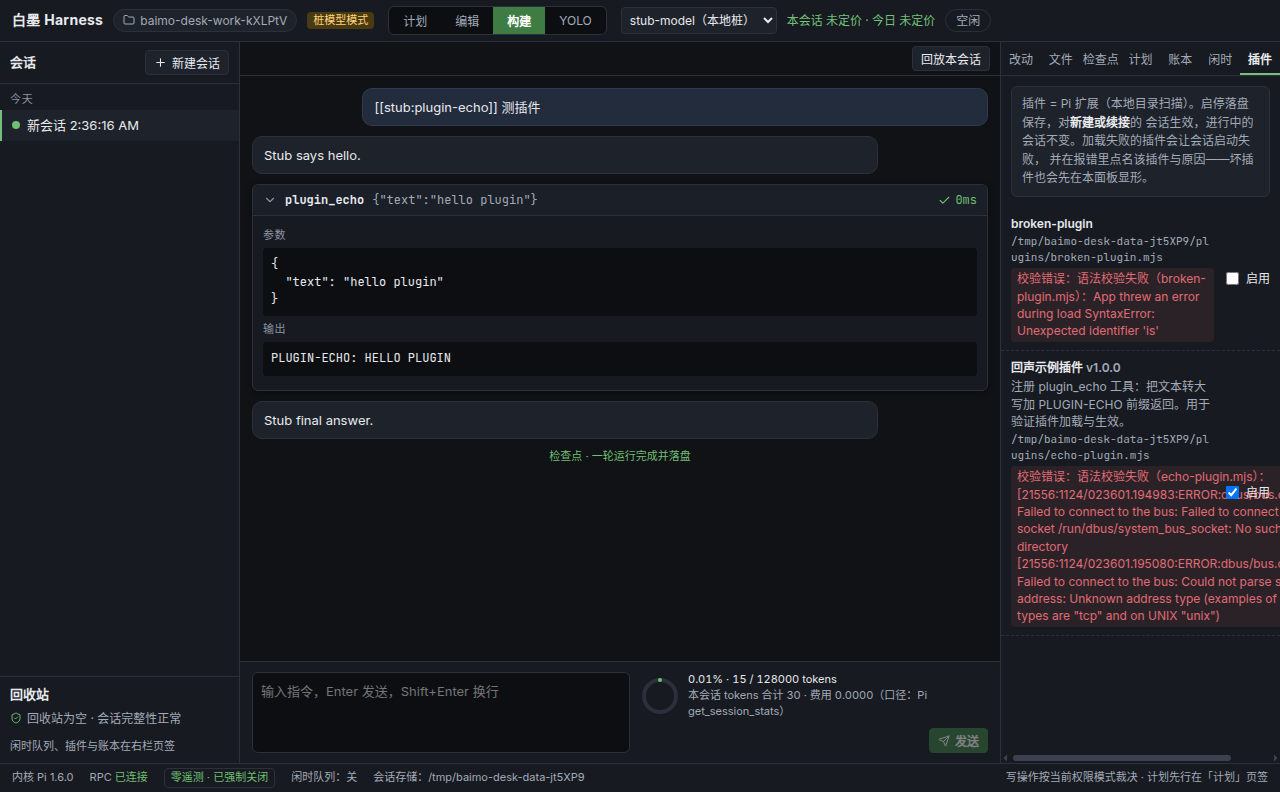 白墨 Harness
baimo-desk-work-kXLPtV
桩模型模式
计划
编辑
构建
YOLO
stub-model（本地桩）
本会话 未定价 · 今日 未定价
空闲
会话
新建会话
今天
新会话 2:36:16 AM
回放本会话
[[stub:plugin-echo]] 测插件
Stub says hello.
plugin_echo {"text":"hello plugin"}
0ms
参数
{
"text": "hello plugin"
}
输出
PLUGIN-ECHO: HELLO PLUGIN
Stub final answer.
检查点 · 一轮运行完成并落盘
改动
文件
检查点
计划
账本
闲时
插件
插件 = Pi 扩展（本地目录扫描）。启停落盘
保存，对新建或续接的 会话生效，进行中的
会话不变。加载失败的插件会让会话启动失
败， 并在报错里点名该插件与原因——坏插
件也会先在本面板显形。
broken-plugin
/tmp/baimo-desk-data-jt5XP9/pl
ugins/broken-plugin.mjs
校验错误：语法校验失败（broken-
plugin.mjs）：App threw an error
during load SyntaxError:
Unexpected identifier 'is'
启用
回声示例插件 v1.0.0
注册 plugin_echo 工具：把文本转大
写加 PLUGIN-ECHO 前缀返回。用于
验证插件加载与生效。
/tmp/baimo-desk-data-jt5XP9/pl
ugins/echo-plugin.mjs
校验错误：语法校验失败（echo-plugin.mjs）：
[21556:1124/023601.194983:ERROR:dbus/bus.c
启用
Failed to connect to the bus: Failed to connect
socket /run/dbus/system_bus_socket: No such
directory
[21556:1124/023601.195080:ERROR:dbus/bus.c
Failed to connect to the bus: Could not parse s
address: Unknown address type (examples of
types are "tcp" and on UNIX "unix")
回收站
回收站为空 · 会话完整性正常
闲时队列、插件与账本在右栏页签
输入指令，Enter 发送，Shift+Enter 换行
0.01% · 15 / 128000 tokens
本会话 tokens 合计 30 · 费用 0.0000（口径：Pi
get_session_stats）
发送
内核 Pi 1.6.0
RPC 已连接
零遥测 · 已强制关闭
闲时队列：关
会话存储：/tmp/baimo-desk-data-jt5XP9
写操作按当前权限模式裁决 · 计划先行在「计划」页签